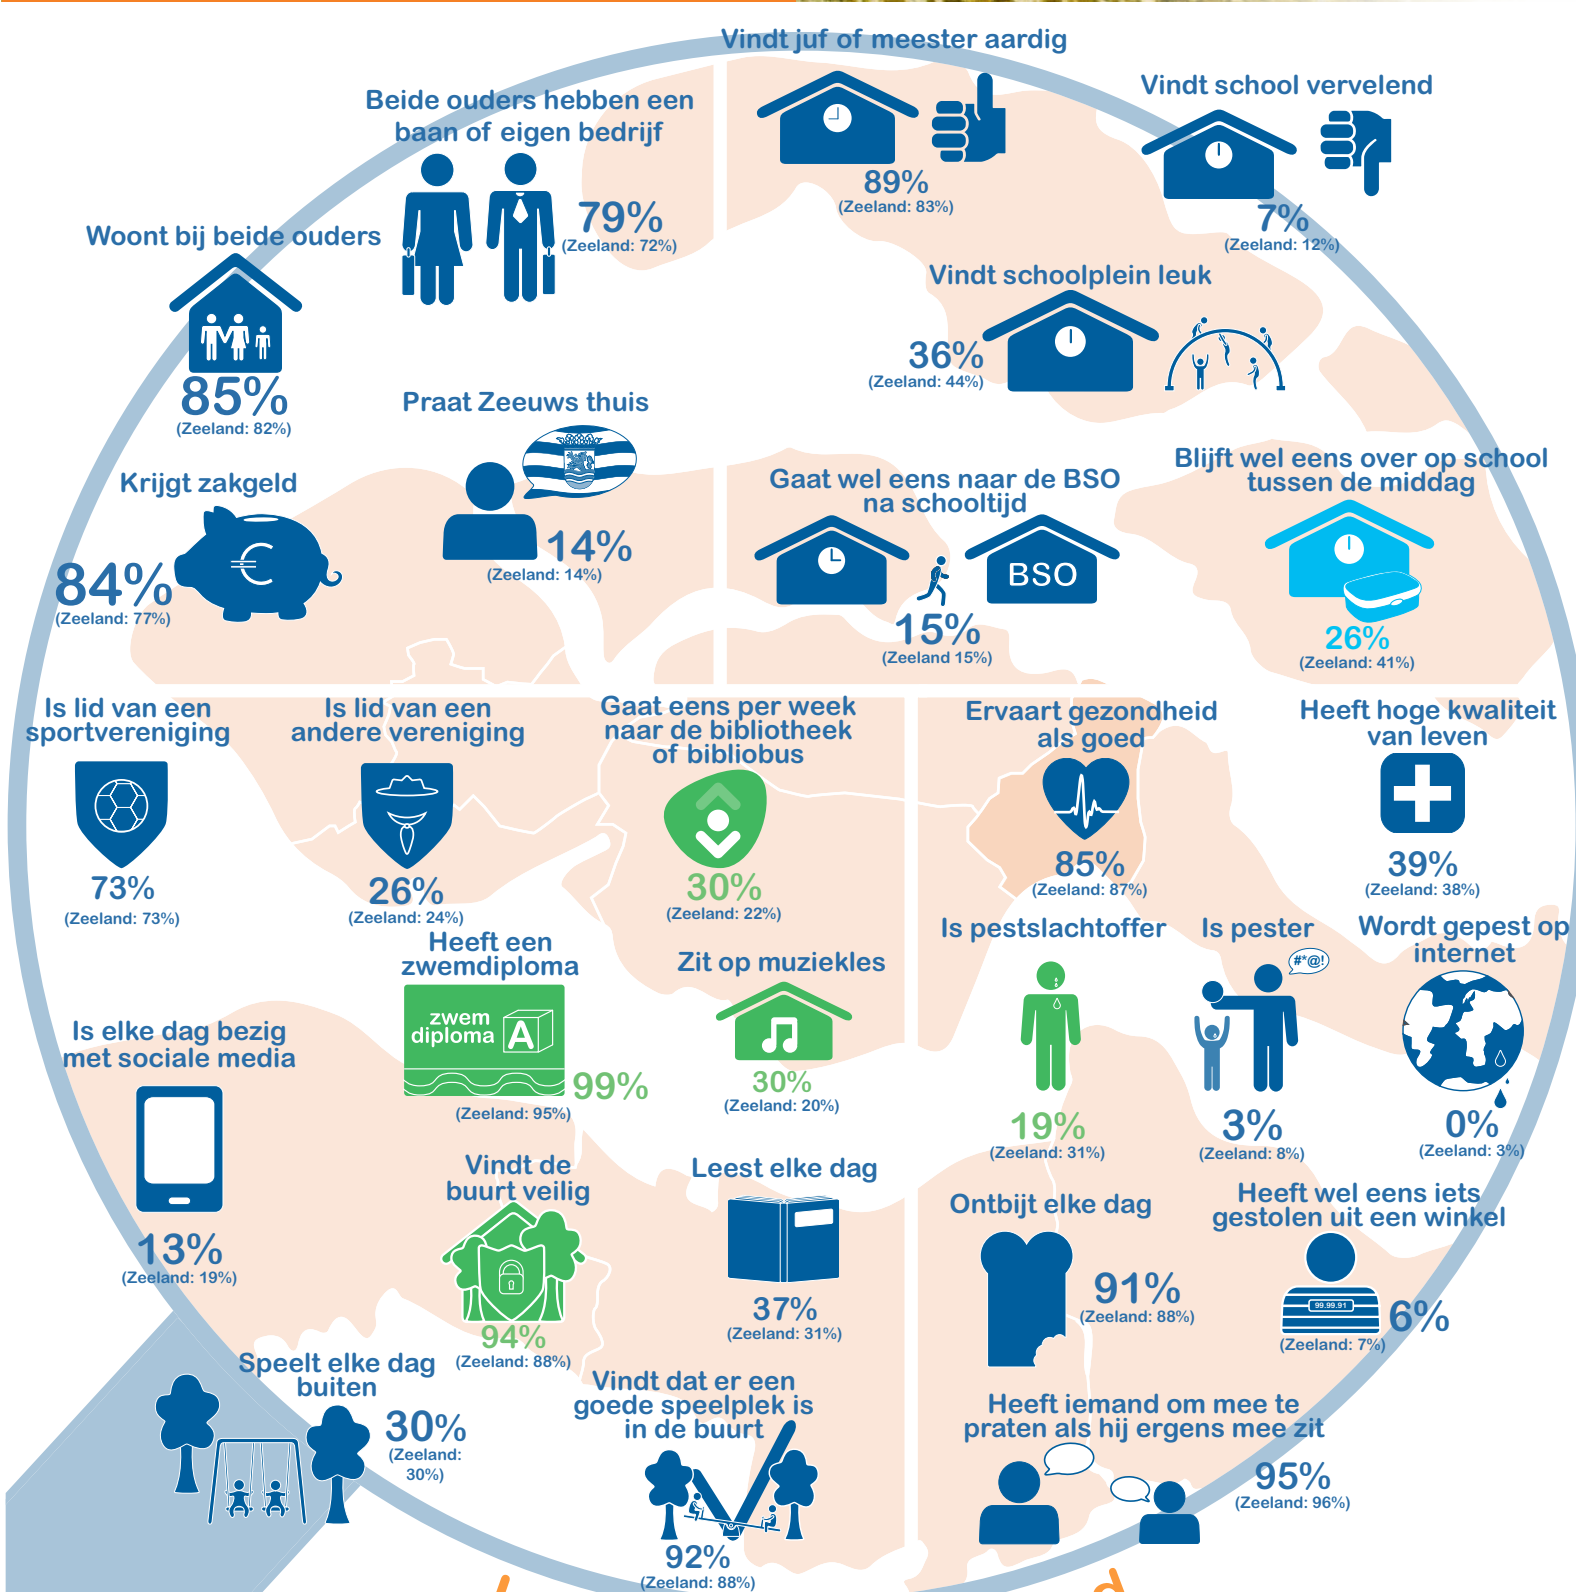 Vindt juf of meester aardig
89%
(Zeeland: 83%)
Vindt school vervelend
7%
(Zeeland: 12%)
Beide ouders hebben een
baan of eigen bedrijf
79%
(Zeeland: 72%)
Woont bij beide ouders
85%
(Zeeland: 82%)
Vindt schoolplein leuk
36%
(Zeeland: 44%)
Praat Zeeuws thuis
14%
(Zeeland: 14%)
Krijgt zakgeld
€
84%
(Zeeland: 77%)
Gaat wel eens naar de BSO
na schooltijd
BSO
15%
(Zeeland 15%)
Blijft wel eens over op school
tussen de middag
26%
(Zeeland: 41%)
Is lid van een
sportvereniging
73%
(Zeeland: 73%)
Is lid van een
andere vereniging
26%
(Zeeland: 24%)
Gaat eens per week
naar de bibliotheek
of bibliobus
30%
(Zeeland: 22%)
Ervaart gezondheid
als goed
85%
(Zeeland: 87%)
Heeft hoge kwaliteit
van leven
39%
(Zeeland: 38%)
Heeft een
zwemdiploma
zwem
diploma A
99%
(Zeeland: 95%)
Zit op muziekles
30%
(Zeeland: 20%)
Is pestslachtoffer
19%
(Zeeland: 31%)
Is pester
#*@!
3%
(Zeeland: 8%)
Wordt gepest op
internet
0%
(Zeeland: 3%)
Is elke dag bezig
met sociale media
13%
(Zeeland: 19%)
Vindt de
buurt veilig
94%
(Zeeland: 88%)
Leest elke dag
37%
(Zeeland: 31%)
Ontbijt elke dag
91%
(Zeeland: 88%)
Heeft wel eens iets
gestolen uit een winkel
99.99.91
6%
(Zeeland: 7%)
Speelt elke dag
buiten
30%
(Zeeland:
30%)
Vindt dat er een
goede speelplek is
in de buurt
92%
(Zeeland: 88%)
Heeft iemand om mee te
praten als hij ergens mee zit
95%
(Zeeland: 96%)